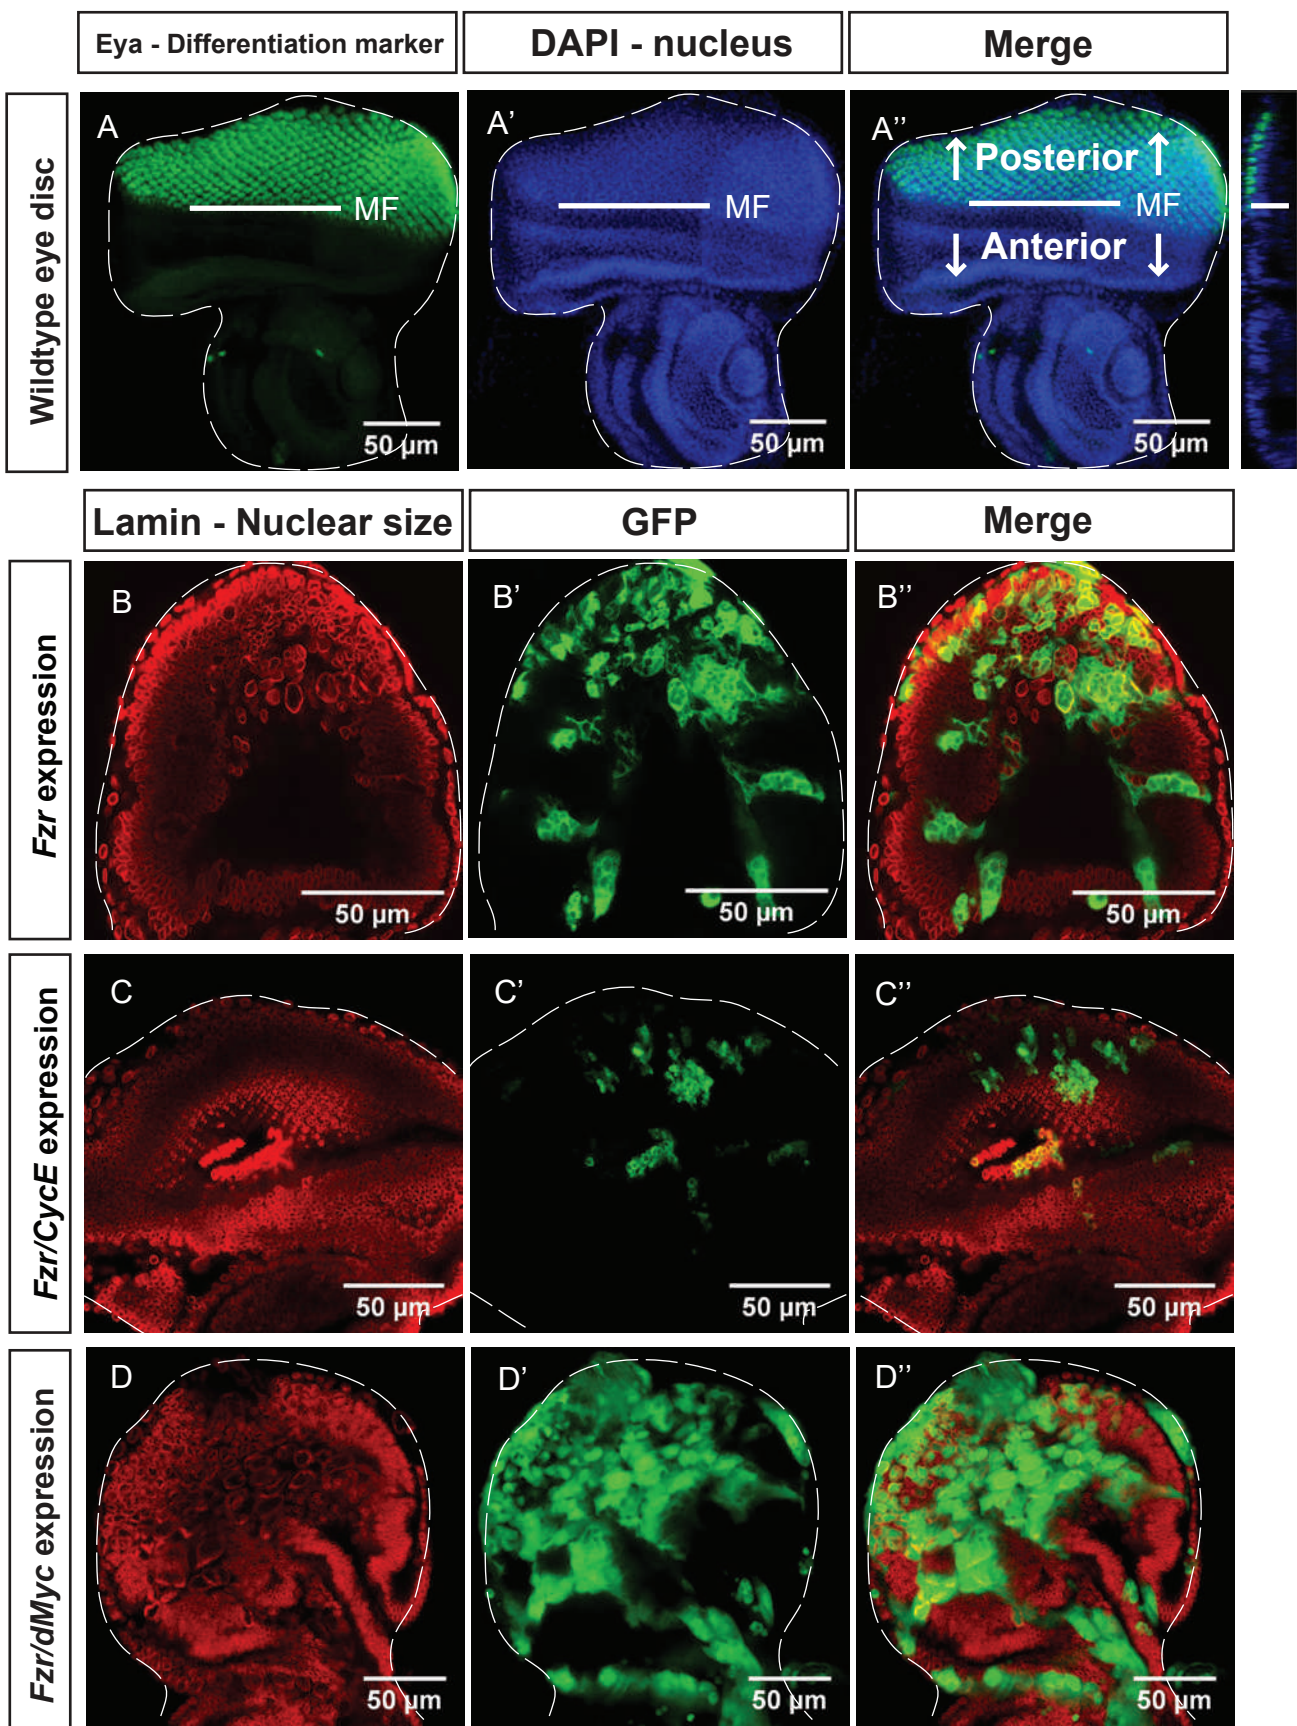 Eya - Differentiation marker
DAPI - nucleus
Merge
Wildtype eye disc
A
MF
50 µm
A'
MF
50 µm
A''
Posterior
MF
Anterior
50 µm
Lamin - Nuclear size
GFP
Merge
Fzr expression
B
50 µm
B'
50 µm
B''
50 µm
Fzr/CycE expression
C
50 µm
C'
50 µm
C''
50 µm
Fzr/dMyc expression
D
50 µm
D'
50 µm
D''
50 µm